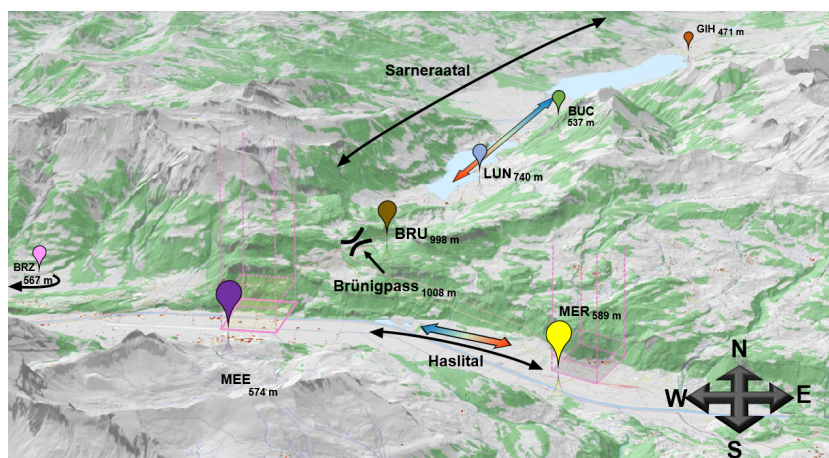 GIH 471 m
Sarneraatal
BUC
537 m
LUN 740 m
BRU 998 m
BRZ
567 m
Brünigpass 1008 m
MER 589 m
Haslital
MEE
574 m
N
W E
S